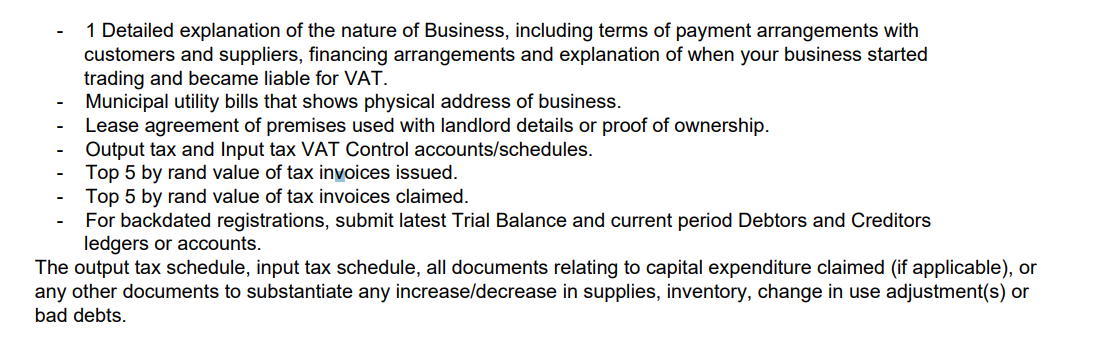 - 1 Detailed explanation of the nature of Business, including terms of payment arrangements with
customers and suppliers, financing arrangements and explanation of when your business started
trading and became liable for VAT.
- Municipal utility bills that shows physical address of business.
- Lease agreement of premises used with landlord details or proof of ownership.
- Output tax and Input tax VAT Control accounts/schedules.
- Top 5 by rand value of tax invoices issued.
- Top 5 by rand value of tax invoices claimed.
- For backdated registrations, submit latest Trial Balance and current period Debtors and Creditors
ledgers or accounts.
The output tax schedule, input tax schedule, all documents relating to capital expenditure claimed (if applicable), or
any other documents to substantiate any increase/decrease in supplies, inventory, change in use adjustment(s) or
bad debts.